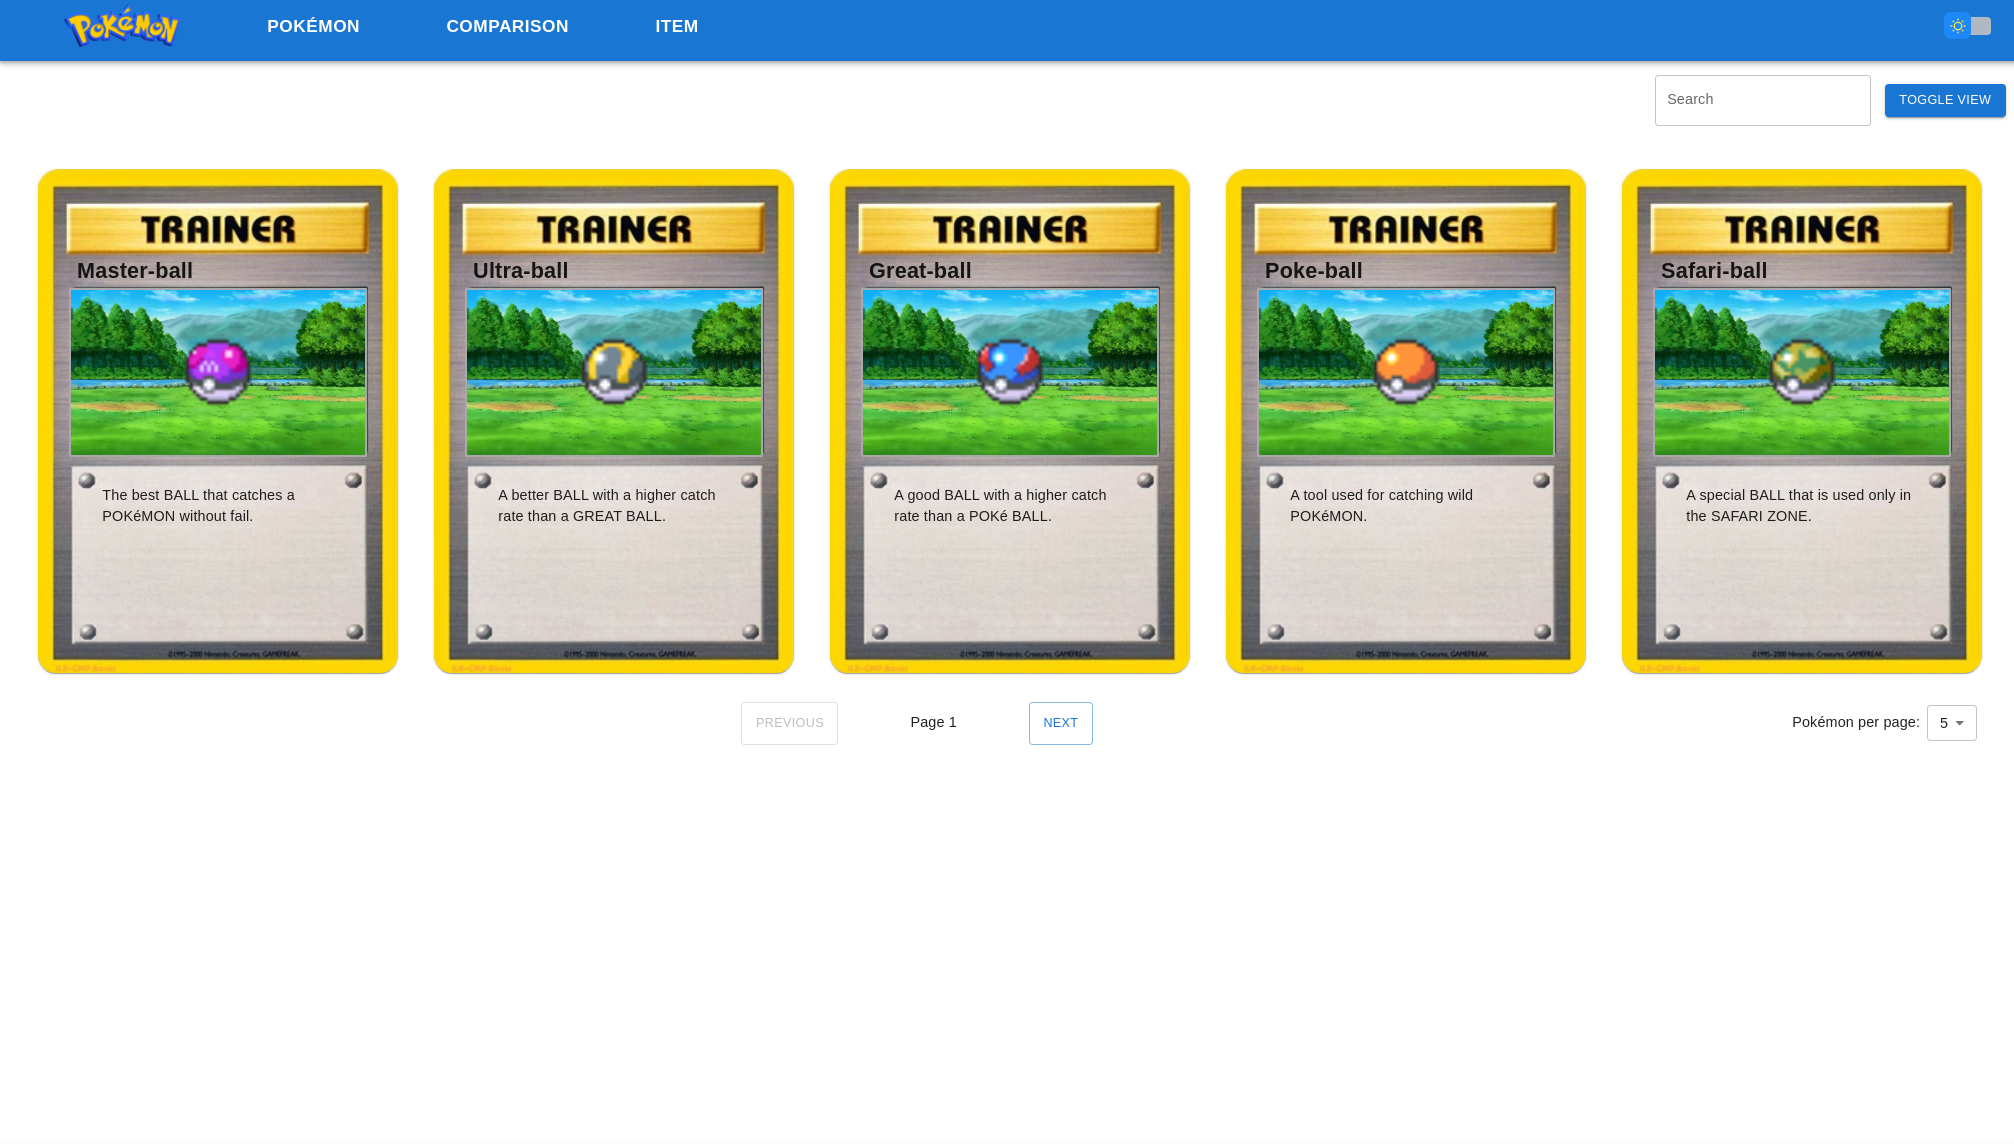 POKéMON
POKÉMON
COMPARISON
ITEM
Search
TOGGLE VIEW
TRAINER
Master-ball
The best BALL that catches a
POKéMON without fail.
©1995-2000 Nintendo, Creatures, GAMEFREAK.
TRAINER
Ultra-ball
A better BALL with a higher catch
rate than a GREAT BALL.
©1995-2000 Nintendo, Creatures, GAMEFREAK.
TRAINER
Great-ball
A good BALL with a higher catch
rate than a POKé BALL.
©1995-2000 Nintendo, Creatures, GAMEFREAK.
TRAINER
Poke-ball
A tool used for catching wild
POKéMON.
©1995-2000 Nintendo, Creatures, GAMEFREAK.
TRAINER
Safari-ball
A special BALL that is used only in
the SAFARI ZONE.
©1995-2000 Nintendo, Creatures, GAMEFREAK.
PREVIOUS
Page 1
NEXT
Pokémon per page:
5